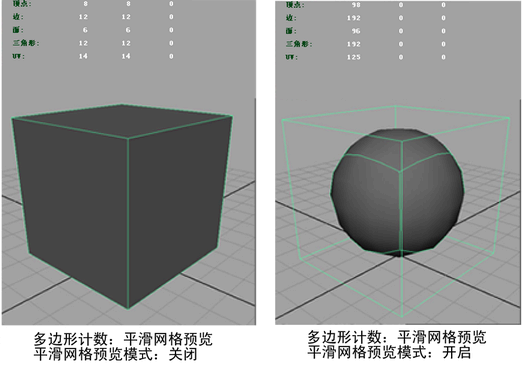 顶点: 8 8 0
边: 12 12 0
面: 6 6 0
三角形: 12 12 0
UV: 14 14 0
多边形计数：平滑网格预览
平滑网格预览模式：关闭
顶点: 98 0 0
边: 192 0 0
面: 96 0 0
三角形: 192 0 0
UV: 125 0 0
多边形计数：平滑网格预览
平滑网格预览模式：开启